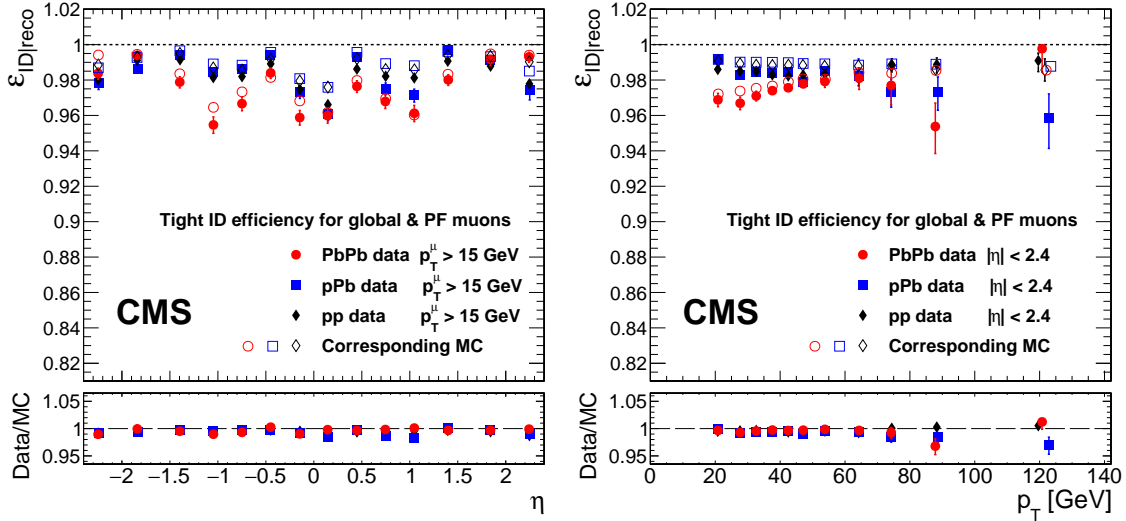 1.02
1
0.98
0.96
0.94
0.92
0.9
0.88
0.86
0.84
0.82
ε_ID|reco
Tight ID efficiency for global & PF muons
PbPb data p_T^μ > 15 GeV
pPb data p_T^μ > 15 GeV
pp data p_T^μ > 15 GeV
Corresponding MC
CMS
1.05
1
0.95
Data/MC
−2 −1.5 −1 −0.5 0 0.5 1 1.5 2
η
1.02
1
0.98
0.96
0.94
0.92
0.9
0.88
0.86
0.84
0.82
ε_ID|reco
Tight ID efficiency for global & PF muons
PbPb data |η| < 2.4
pPb data |η| < 2.4
pp data |η| < 2.4
Corresponding MC
CMS
1.05
1
0.95
Data/MC
0 20 40 60 80 100 120 140
p_T [GeV]